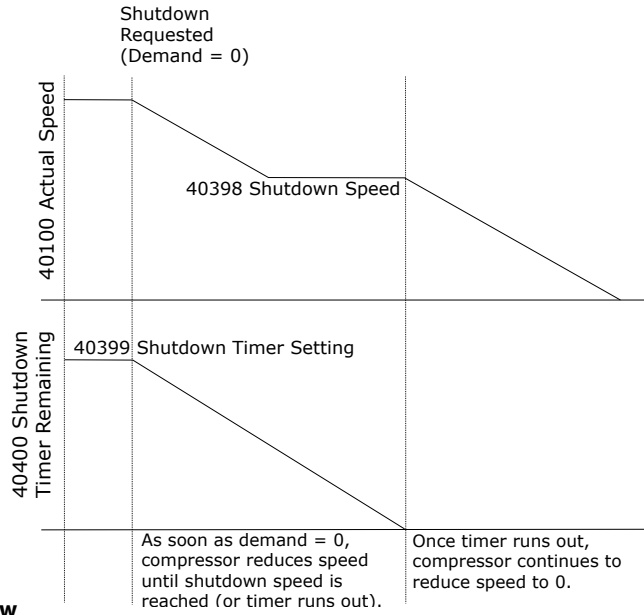 Shutdown
Requested
(Demand = 0)
40100 Actual Speed
40398 Shutdown Speed
40400 Shutdown
Timer Remaining
40399 Shutdown Timer Setting
As soon as demand = 0,
compressor reduces speed
until shutdown speed is
reached (or timer runs out).
Once timer runs out,
compressor continues to
reduce speed to 0.
w